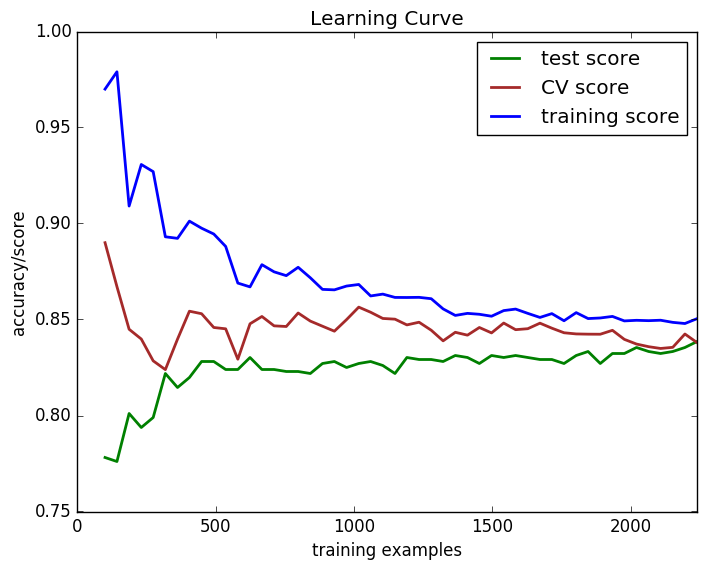 Learning Curve
1.00
0.95
0.90
0.85
0.80
0.75
accuracy/score
test score
CV score
training score
0
500
1000
1500
2000
training examples